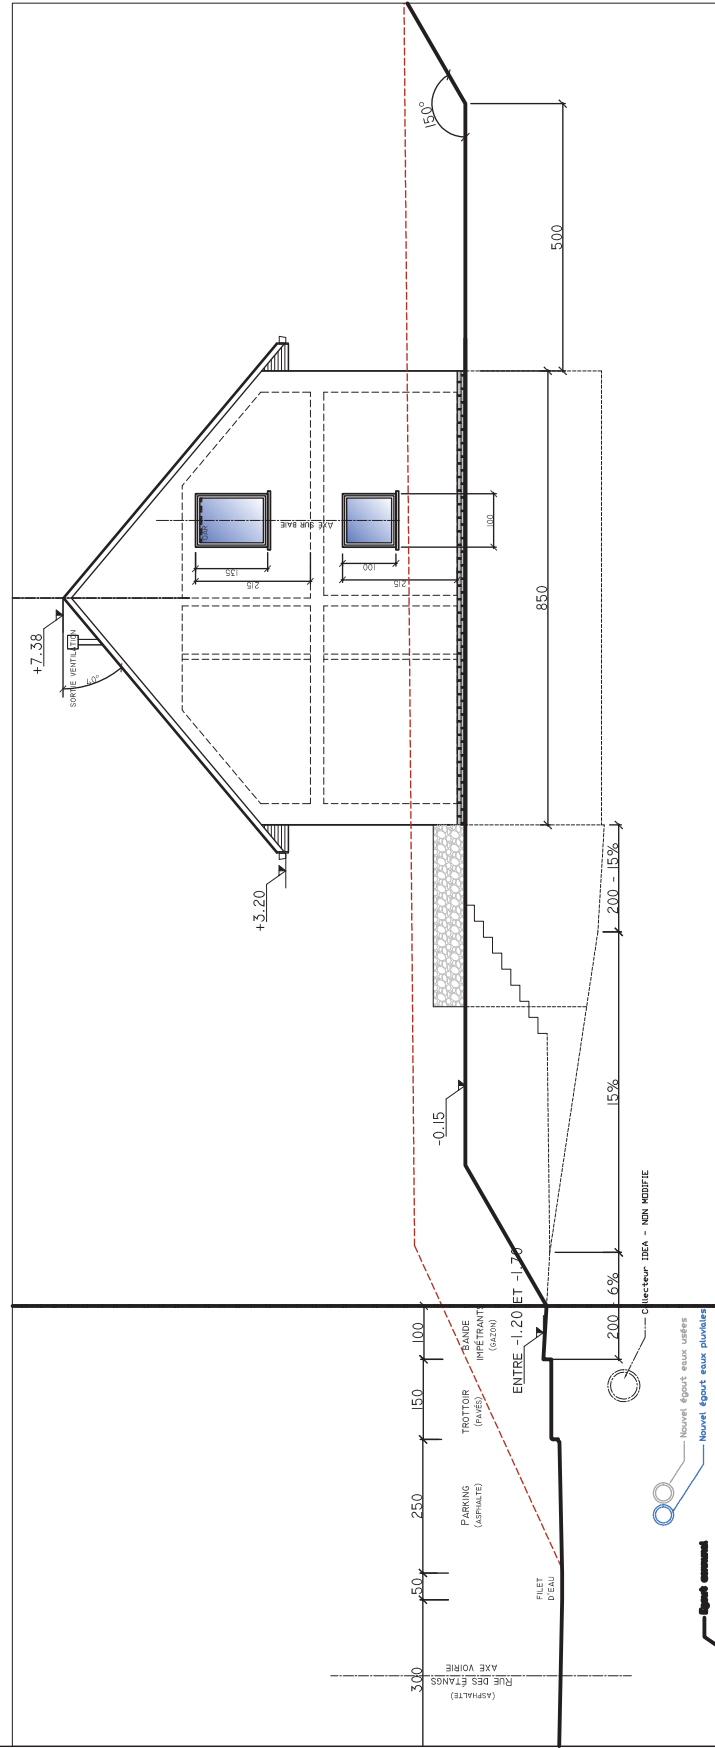 150°
500
+7.38
SORTIE VENTILATION
40°
DAR
AXE SUR BAIE
135
215
100
215
100
850
+3.20
200 - 15%
-0.15
15%
Collecteur IDEA - NON MODIFIE
ENTRE -1.20 ET -1.70
200 - 6%
100
BANDE
IMPÉTRANTS
(GAZON)
150
TROTTOIR
(PAVÉS)
250
PARKING
(ASPHALTE)
50
FILET
D'EAU
300
AXE VOIRIE
RUE DES ÉTANGS
(ASPHALTE)
Nouvel égout eaux usées
Nouvel égout eaux pluviales
Egout